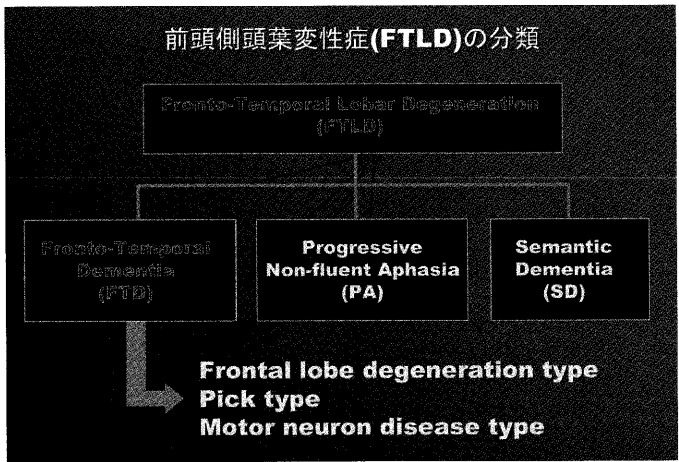 前頭側頭葉変性症(FTLD)の分類
Fronto-Temporal Lobar Degeneration
(FTLD)
Fronto-Temporal
Dementia
(FTD)
Progressive
Non-fluent Aphasia
(PA)
Semantic
Dementia
(SD)
Frontal lobe degeneration type
Pick type
Motor neuron disease type